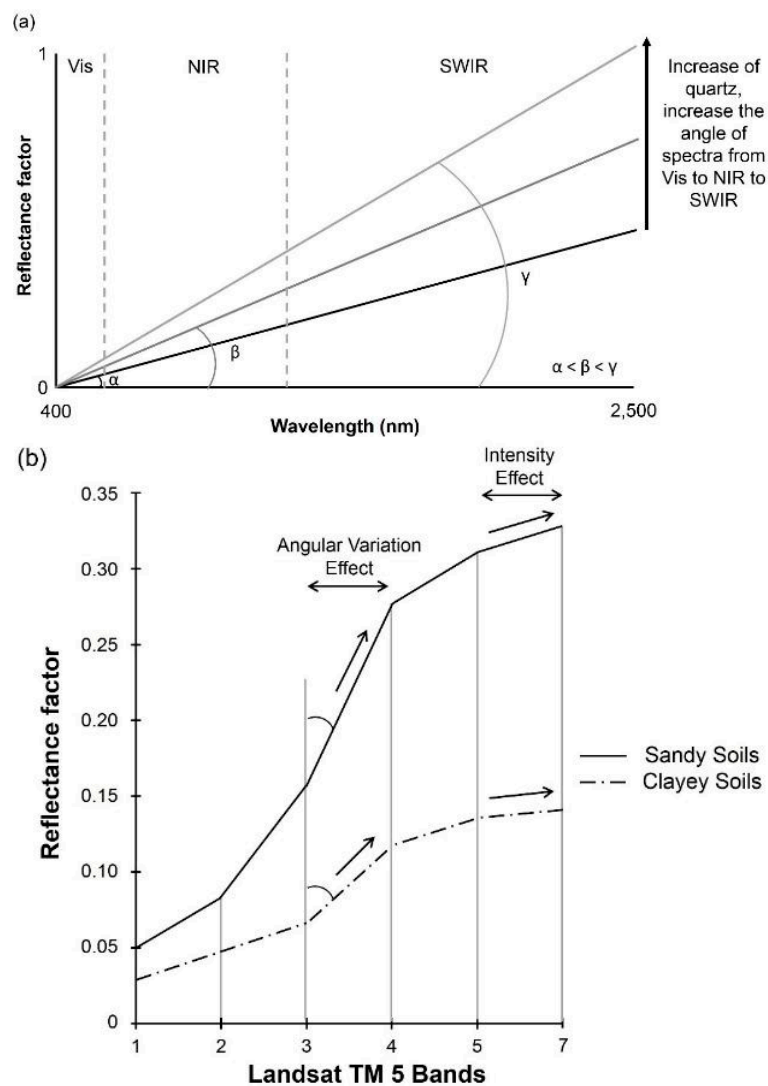 (a)
1
Vis
NIR
SWIR
Increase of
quartz,
increase the
angle of
spectra from
Vis to NIR to
SWIR
Reflectance factor
α
β
γ
α < β < γ
0
400
2,500
Wavelength (nm)
(b)
Intensity
Effect
Angular Variation
Effect
0.35
0.30
0.25
0.20
0.15
0.10
0.05
0
Reflectance factor
Sandy Soils
Clayey Soils
1
2
3
4
5
7
Landsat TM 5 Bands